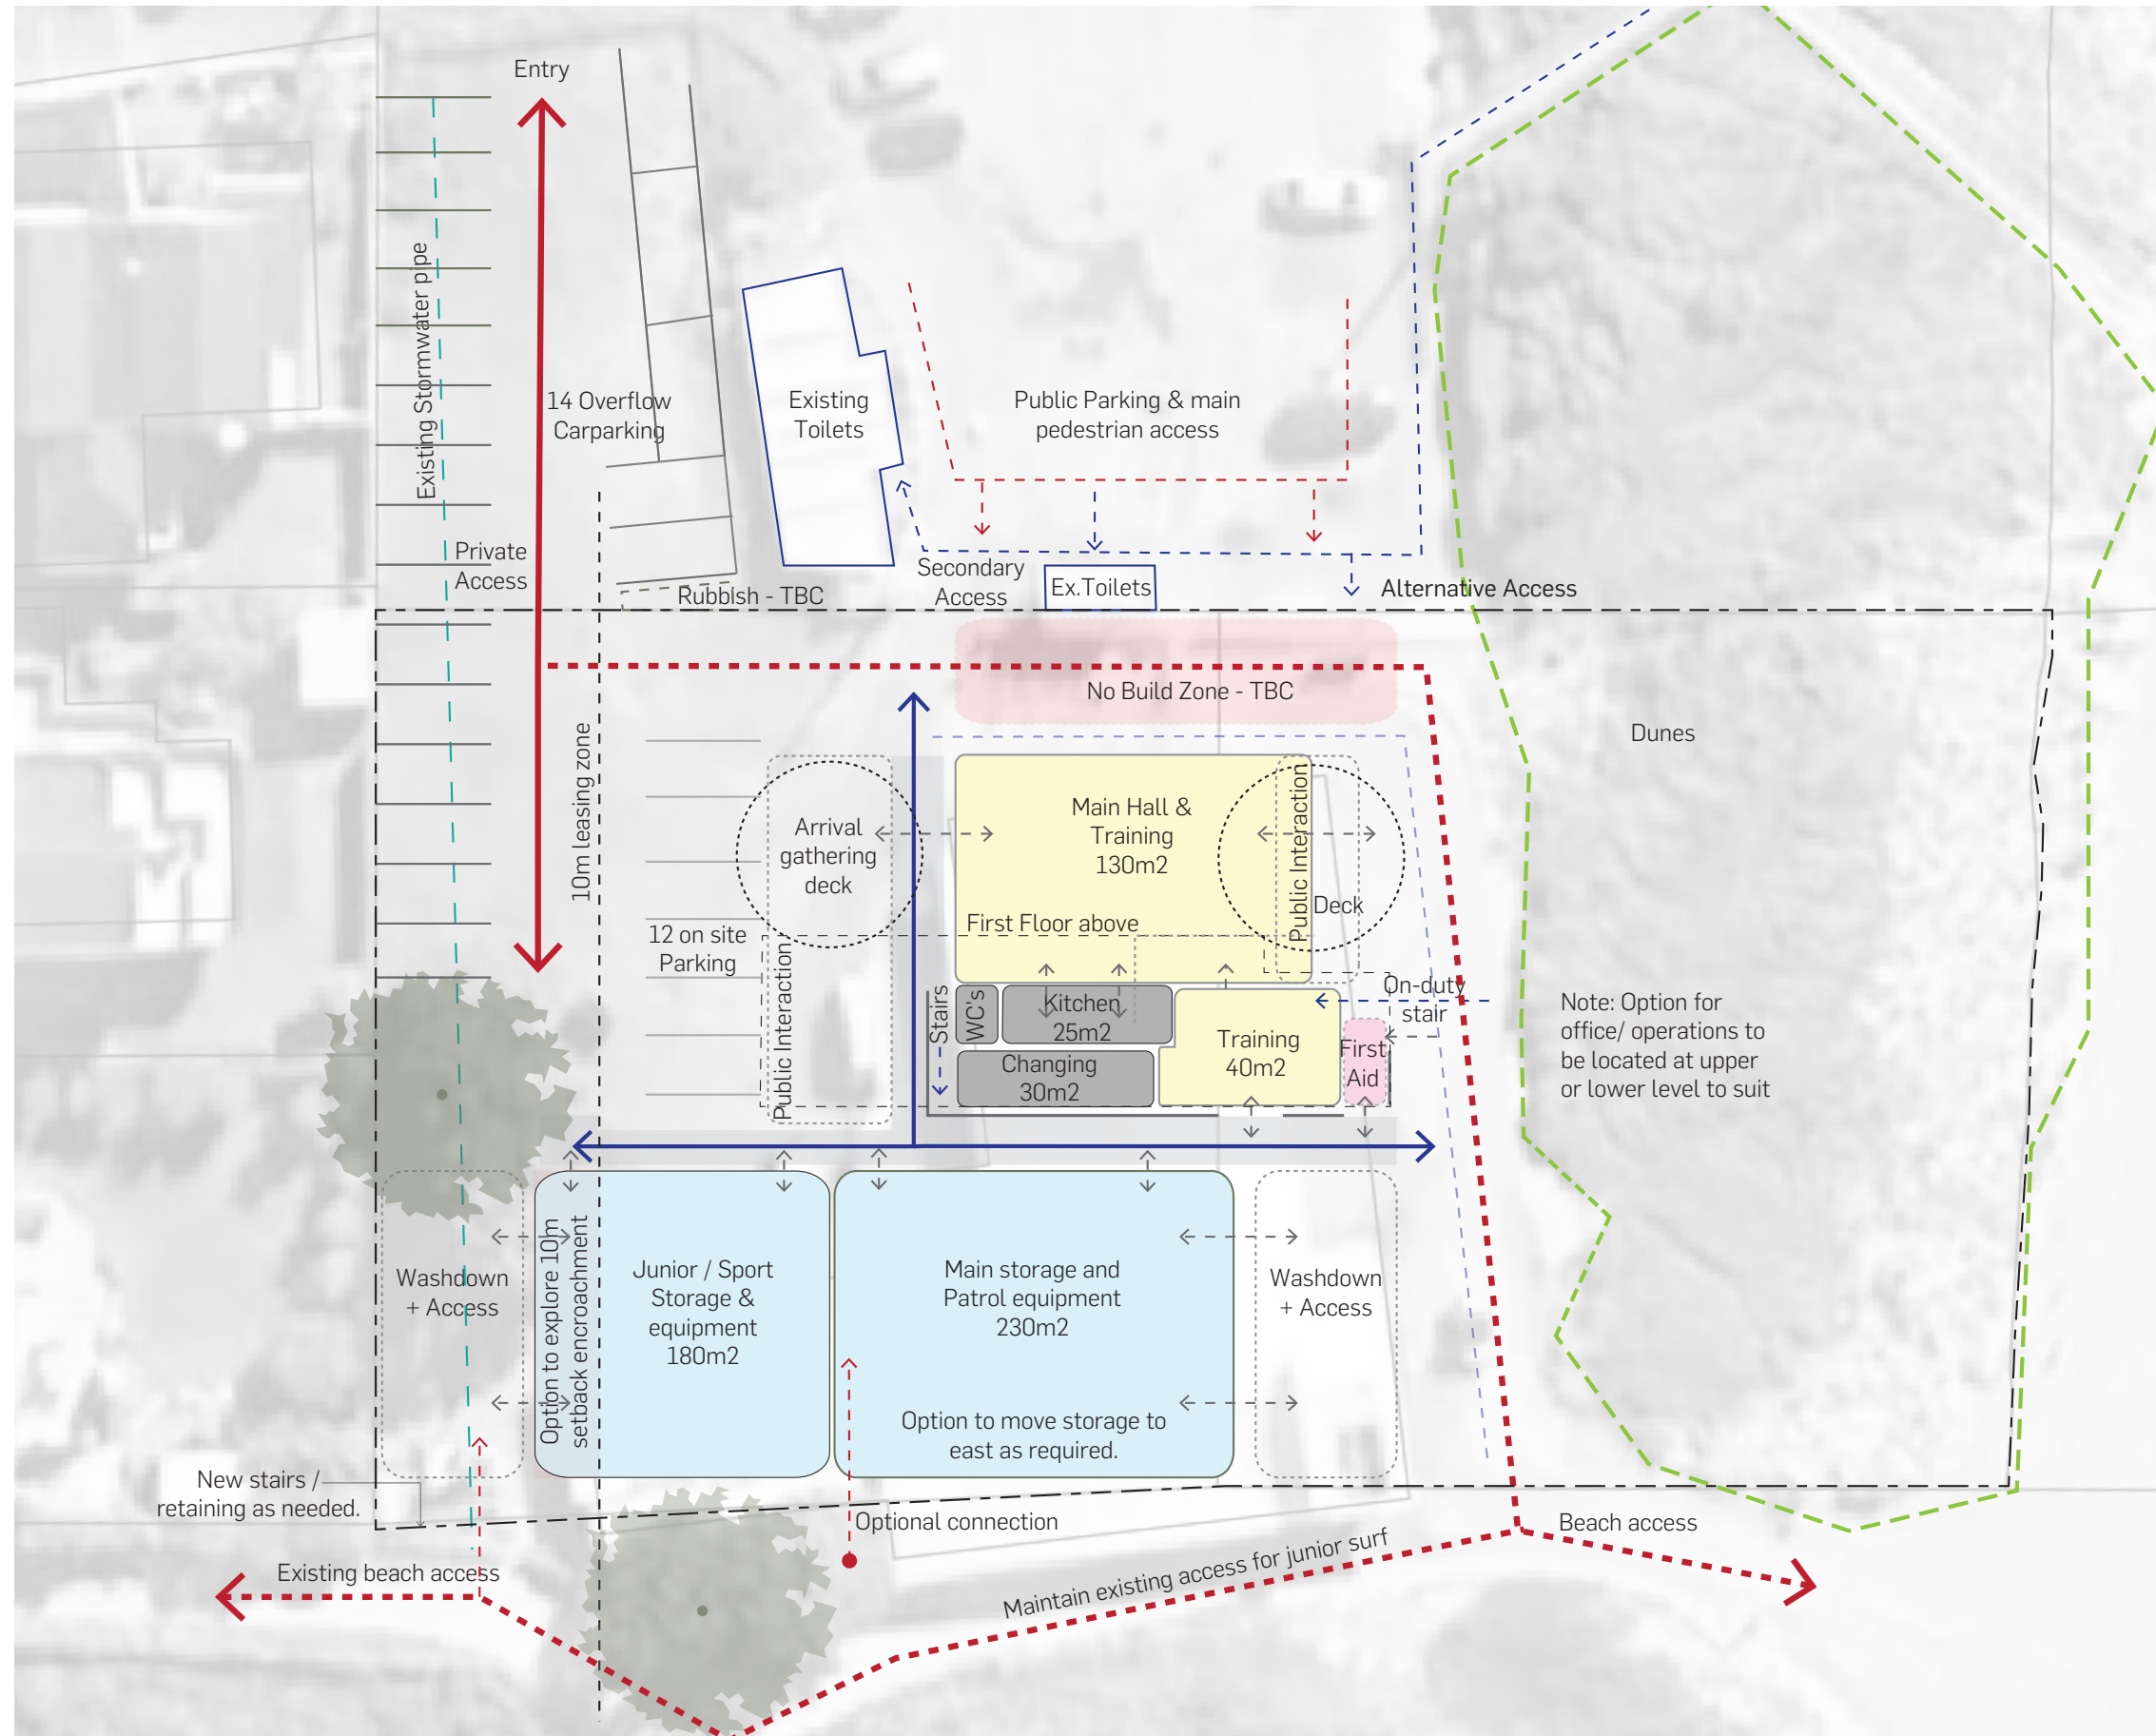 Entry
Existing Stormwater pipe
14 Overflow
Carparking
Existing
Toilets
Public Parking & main
pedestrian access
Private
Access
Secondary
Access
Ex.Toilets
Alternative Access
Rubbish - TBC
No Build Zone - TBC
Dunes
10m leasing zone
Arrival
gathering
deck
Main Hall &
Training
130m2
Public Interaction
Deck
First Floor above
12 on site
Parking
Public Interaction
Stairs
WC's
Kitchen
25m2
Changing
30m2
Training
40m2
First
Aid
On-duty
stair
Note: Option for
office/ operations to
be located at upper
or lower level to suit
Washdown
+ Access
Option to explore 10m
setback encroachment
Junior / Sport
Storage &
equipment
180m2
Main storage and
Patrol equipment
230m2
Option to move storage to
east as required.
Washdown
+ Access
New stairs /
retaining as needed.
Optional connection
Beach access
Existing beach access
Maintain existing access for junior surf